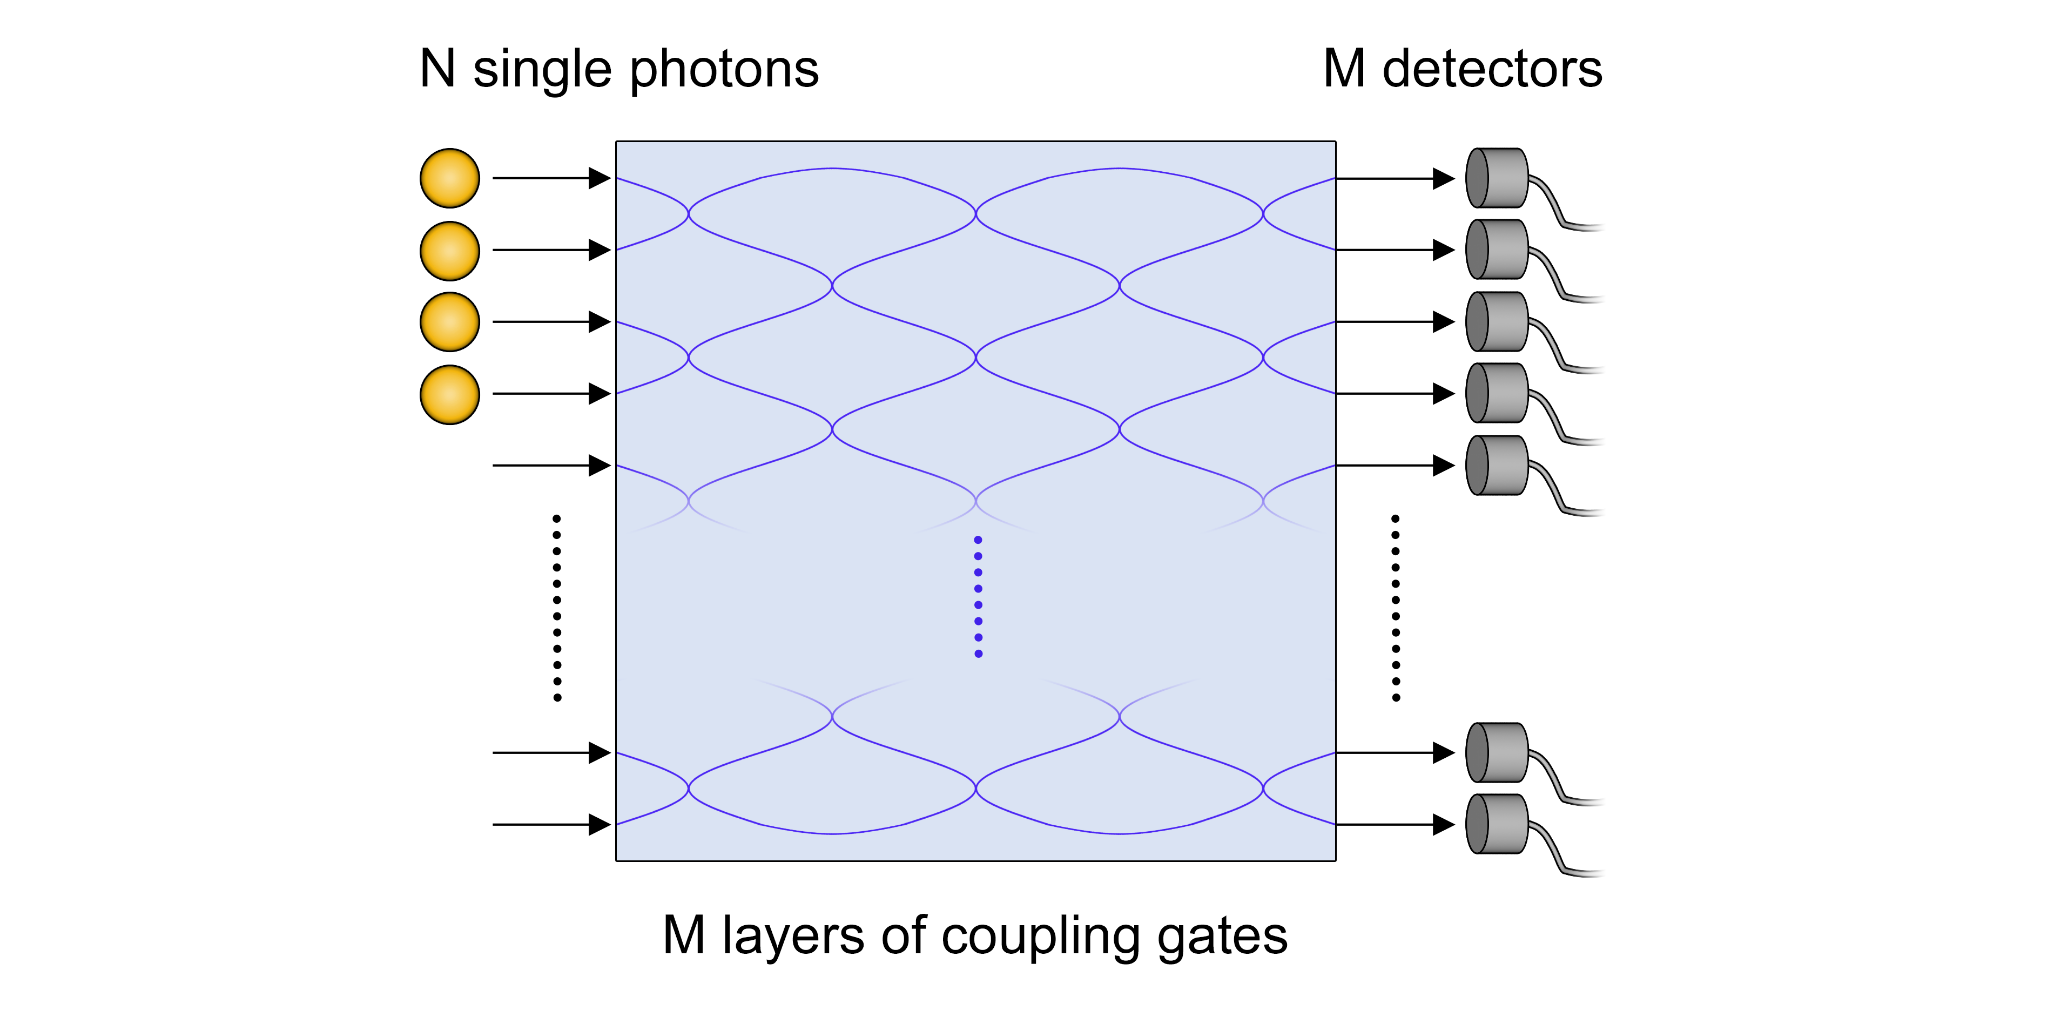 N single photons
M detectors
M layers of coupling gates